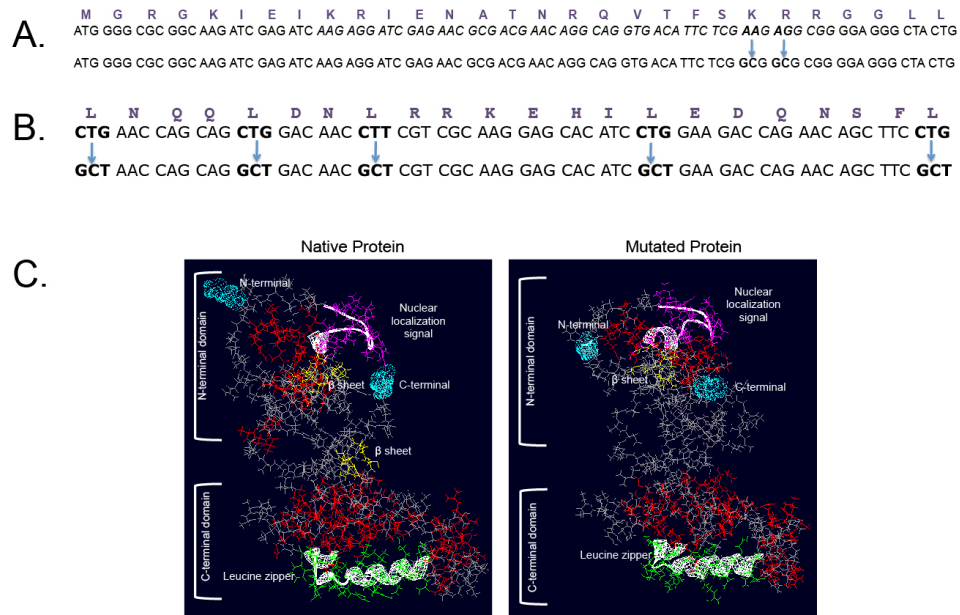 A.
M G R G K I E I K R I E N A T N R Q V T F S K R R G G L L
ATG GGG CGC GGC AAG ATC GAG ATC AAG AGG ATC GAG AAC GCG ACG AAC AGG CAG GTG ACA TTC TCG AAG AGG CGG GGA GGG CTA CTG
ATG GGG CGC GGC AAG ATC GAG ATC AAG AGG ATC GAG AAC GCG ACG AAC AGG CAG GTG ACA TTC TCG GCG GCG CGG GGA GGG CTA CTG
B.
L N Q Q L D N L R R K E H I L E D Q N S F L
CTG AAC CAG CAG CTG GAC AAC CTT CGT CGC AAG GAG CAC ATC CTG GAA GAC CAG AAC AGC TTC CTG
GCT AAC CAG CAG GCT GAC AAC GCT CGT CGC AAG GAG CAC ATC GCT GAA GAC CAG AAC AGC TTC GCT
C.
Native Protein
Mutated Protein
N-terminal domain
N-terminal
Nuclear
localization
signal
β sheet
C-terminal
β sheet
C-terminal domain
Leucine zipper
N-terminal domain
N-terminal
Nuclear
localization
signal
β sheet
C-terminal
C-terminal domain
Leucine zipper